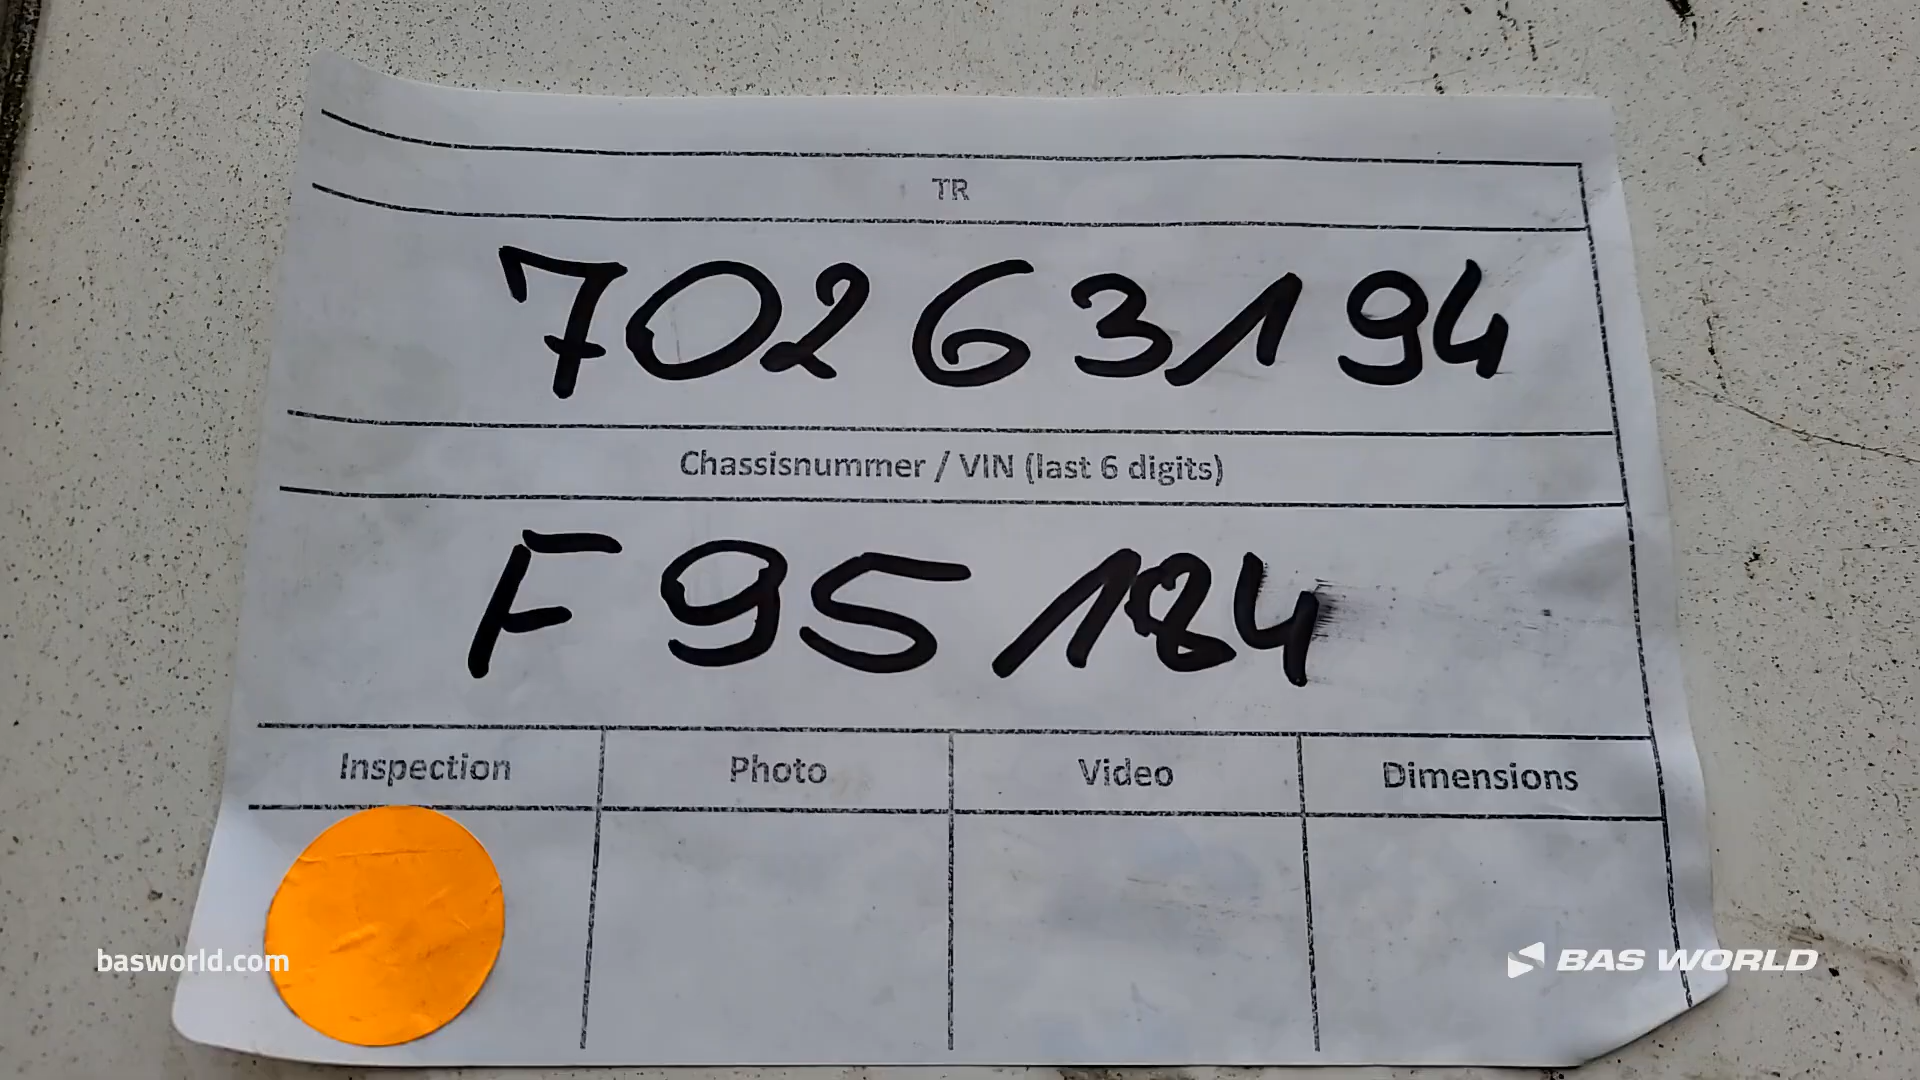 TR
70263194
Chassisnummer / VIN (last 6 digits)
F95184
Inspection Photo Video Dimensions
basworld.com BAS WORLD